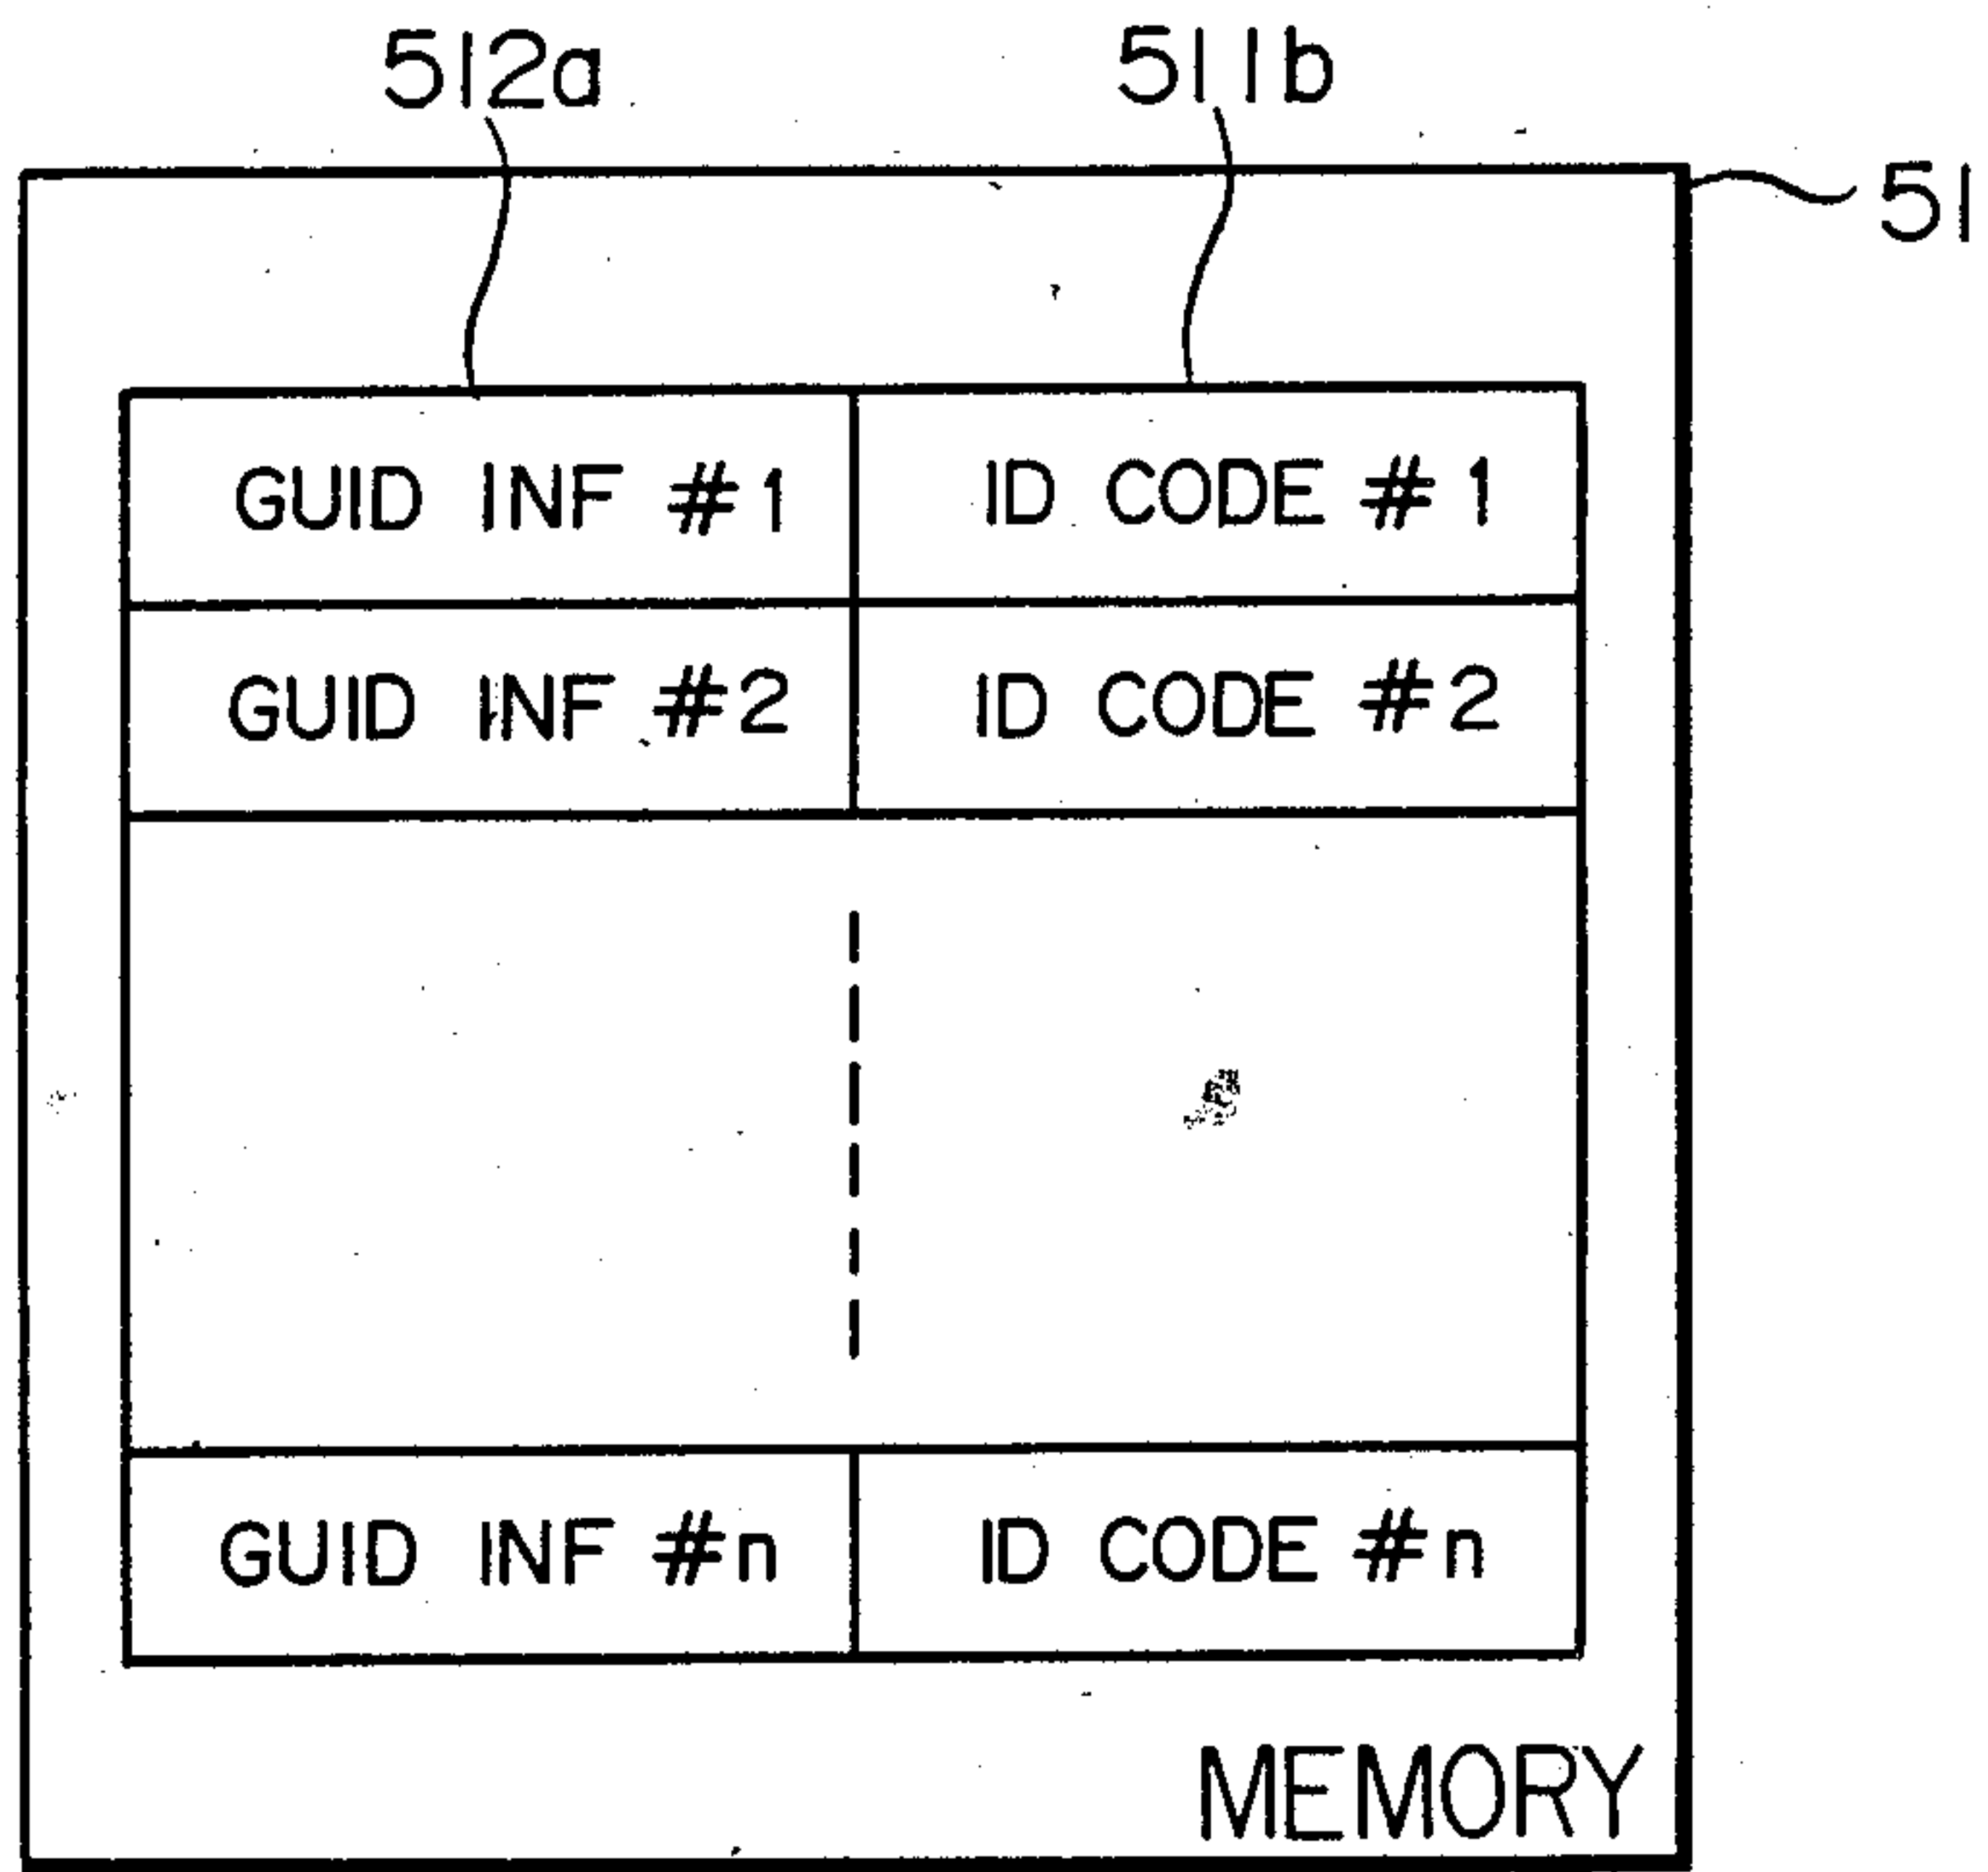 512a 511b
51
GUID INF #1 ID CODE #1
GUID INF #2 ID CODE #2
GUID INF #n ID CODE #n
MEMORY